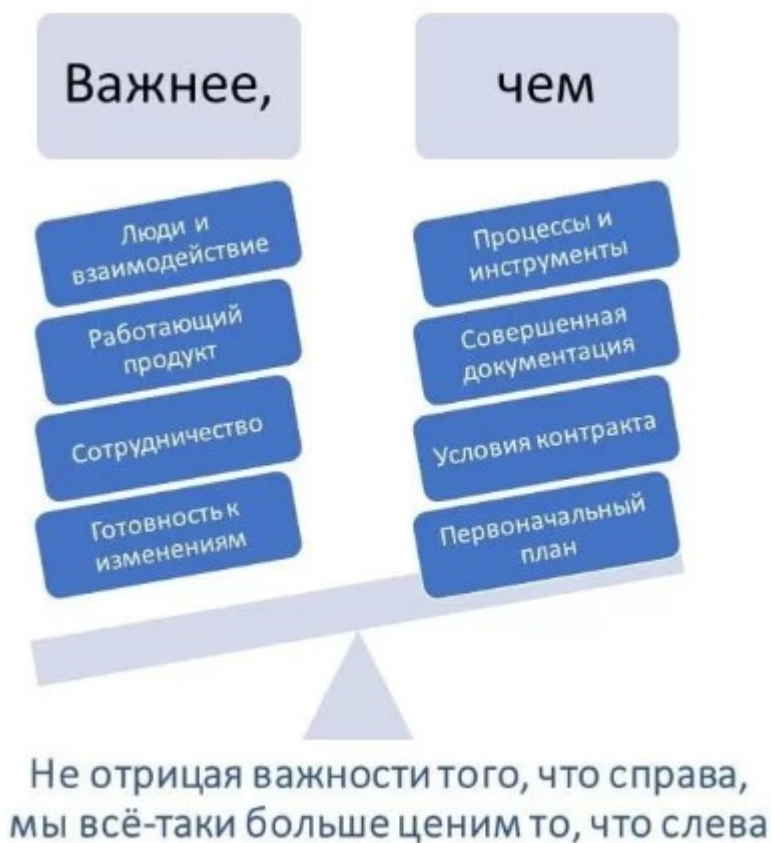 Важнее,
чем
Люди и
взаимодействие
Процессы и
инструменты
Работающий
продукт
Совершенная
документация
Сотрудничество
Условия контракта
Готовность к
изменениям
Первоначальный
план
Не отрицая важности того, что справа,
мы всё-таки больше ценим то, что слева